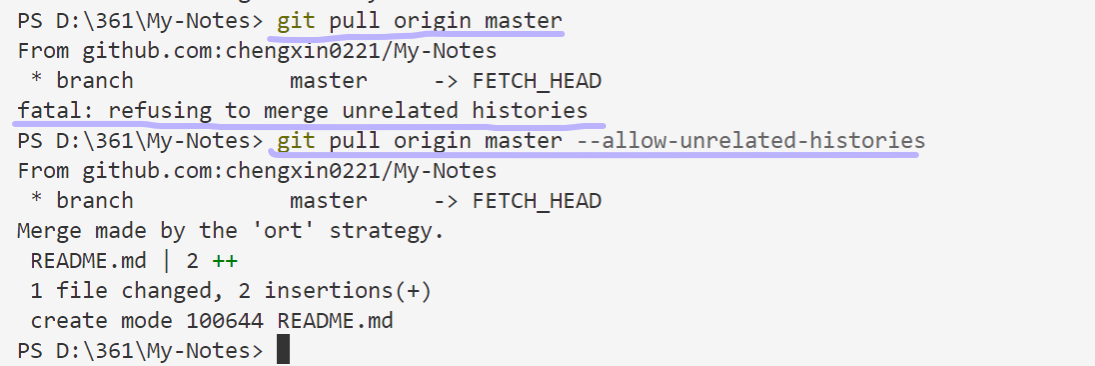 PS D:\361\My-Notes> git pull origin master
From github.com:chengxin0221/My-Notes
 * branch            master     -> FETCH_HEAD
fatal: refusing to merge unrelated histories
PS D:\361\My-Notes> git pull origin master --allow-unrelated-histories
From github.com:chengxin0221/My-Notes
 * branch            master     -> FETCH_HEAD
Merge made by the 'ort' strategy.
 README.md | 2 ++
 1 file changed, 2 insertions(+)
 create mode 100644 README.md
PS D:\361\My-Notes>